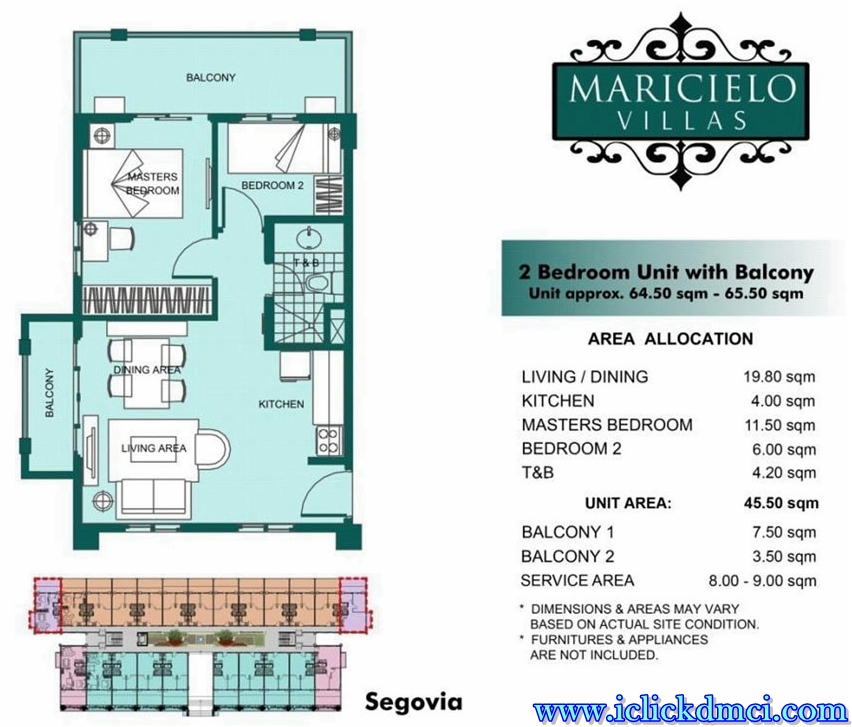 BALCONY
MASTERS
BEDROOM
BEDROOM 2
T & B
BALCONY
DINING AREA
KITCHEN
LIVING AREA
Segovia
MARICIELO
VILLAS
2 Bedroom Unit with Balcony
Unit approx. 64.50 sqm - 65.50 sqm
AREA ALLOCATION
LIVING / DINING 19.80 sqm
KITCHEN 4.00 sqm
MASTERS BEDROOM 11.50 sqm
BEDROOM 2 6.00 sqm
T&B 4.20 sqm
UNIT AREA: 45.50 sqm
BALCONY 1 7.50 sqm
BALCONY 2 3.50 sqm
SERVICE AREA 8.00 - 9.00 sqm
* DIMENSIONS & AREAS MAY VARY
BASED ON ACTUAL SITE CONDITION.
* FURNITURES & APPLIANCES
ARE NOT INCLUDED.
www.iclickdmci.com